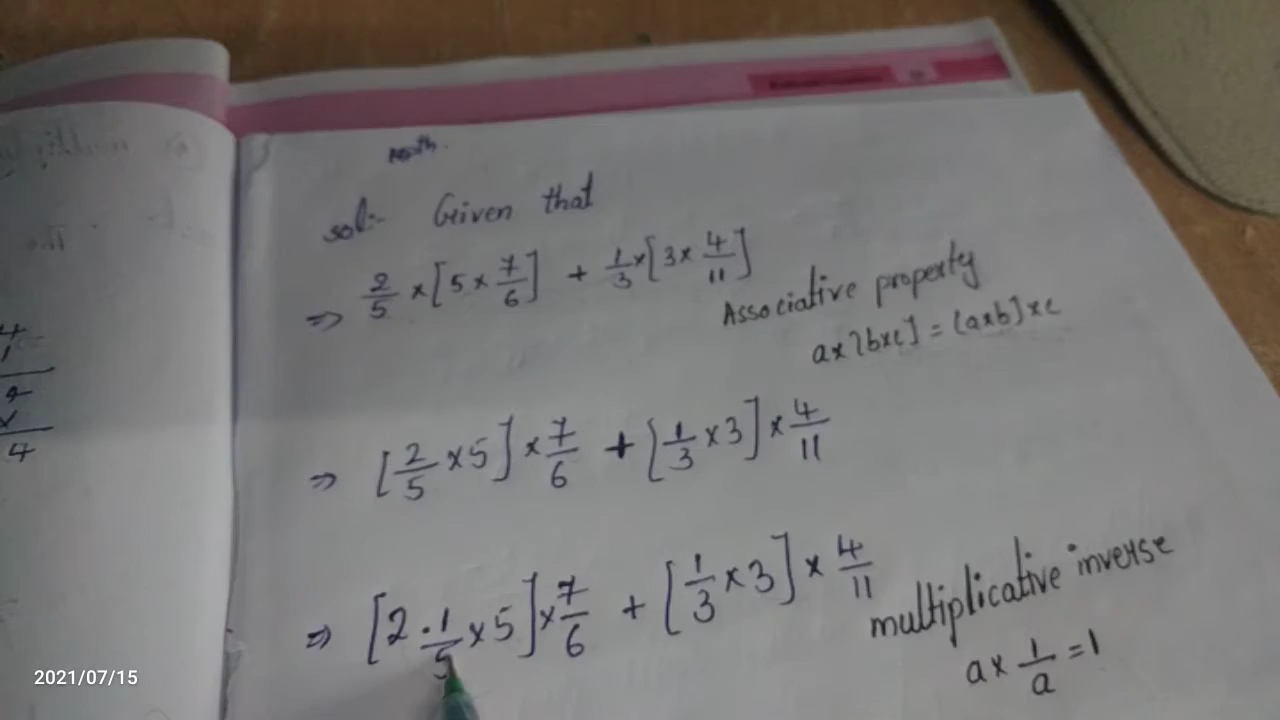 Sol:- Given that
⇒ 2/5 × [5 × 7/6] + 1/3 × [3 × 4/11]
Associative property
a×[b×c] = [a×b]×c
⇒ [2/5 ×5] × 7/6 + [1/3 ×3] × 4/11
⇒ [2·1/5 ×5] × 7/6 + [1/3 ×3] × 4/11
multiplicative inverse
a× 1/a =1
2021/07/15